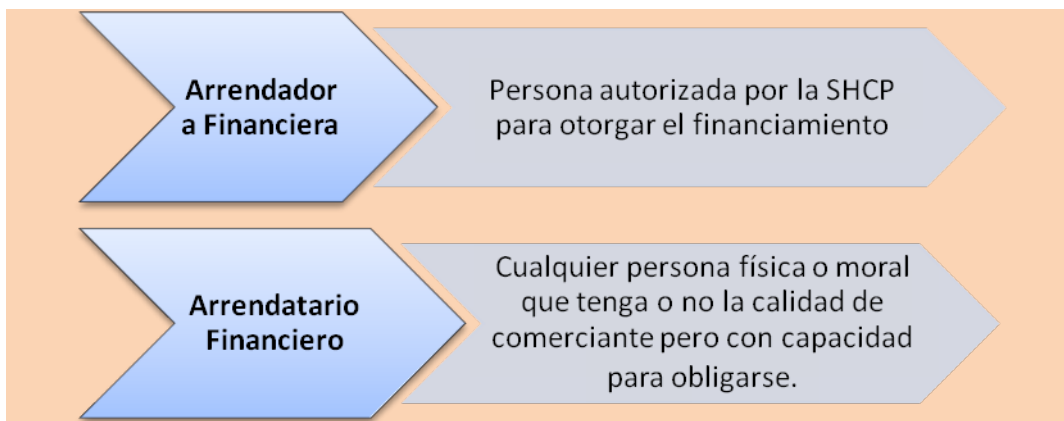 Arrendador
a Financiera
Persona autorizada por la SHCP
para otorgar el financiamiento
Arrendatario
Financiero
Cualquier persona física o moral
que tenga o no la calidad de
comerciante pero con capacidad
para obligarse.